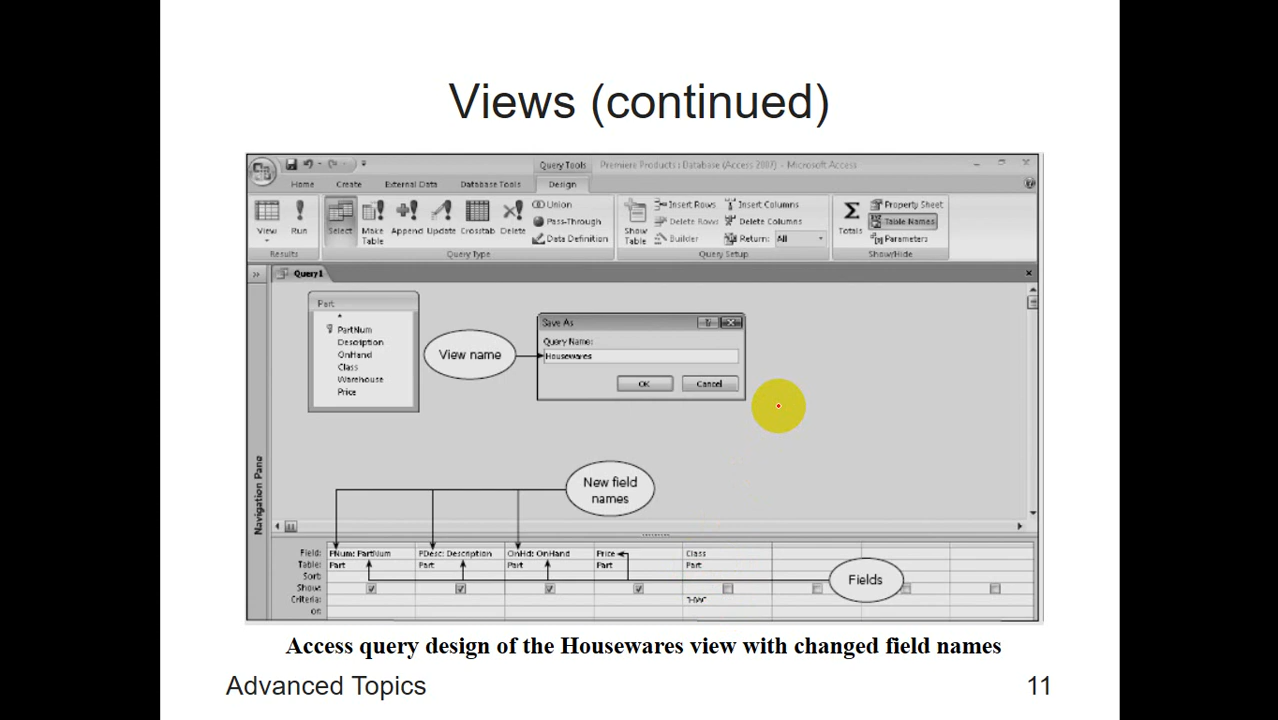 Views (continued)
Query Tools
Premiere Products : Database (Access 2007) - Microsoft Access
Home
Create
External Data
Database Tools
Design
View
Run
Results
Select
Make
Table
Append
Update
Crosstab
Delete
Union
Pass-Through
Data Definition
Query Type
Show
Table
Insert Rows
Delete Rows
Builder
Insert Columns
Delete Columns
Return: All
Query Setup
Totals
Property Sheet
Table Names
Parameters
Show/Hide
Query1
Part
*
PartNum
Description
OnHand
Class
Warehouse
Price
View name
Save As
Query Name:
Housewares
OK
Cancel
Navigation Pane
New field
names
Field: PNum: PartNum PDesc: Description OnHd: OnHand Price Class
Table: Part Part Part Part Part
Sort:
Show:
Criteria: "HW"
or:
Fields
Access query design of the Housewares view with changed field names
Advanced Topics
11